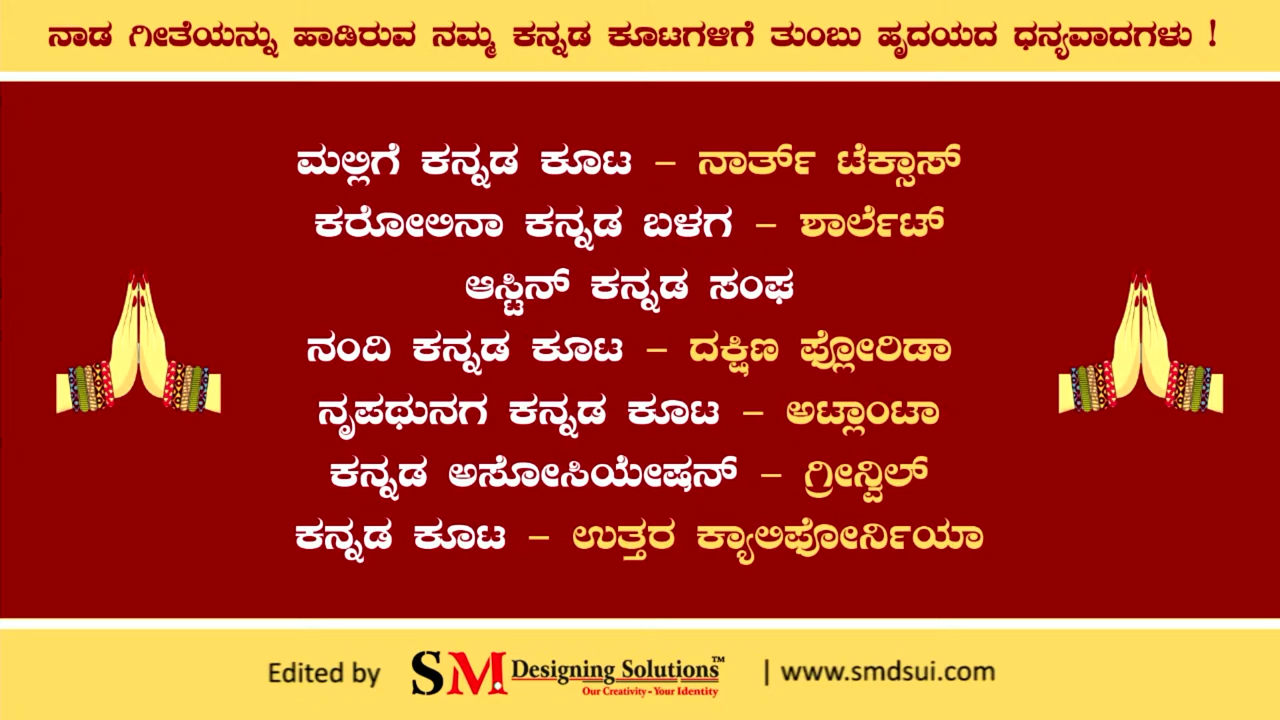 ನಾಡ ಗೀತೆಯನ್ನು ಹಾಡಿರುವ ನಮ್ಮ ಕನ್ನಡ ಕೂಟಗಳಿಗೆ ತುಂಬು ಹೃದಯದ ಧನ್ಯವಾದಗಳು !
ಮಲ್ಲಿಗೆ ಕನ್ನಡ ಕೂಟ – ನಾರ್ತ್ ಟೆಕ್ಸಾಸ್
ಕರೋಲಿನಾ ಕನ್ನಡ ಬಳಗ – ಶಾರ್ಲೆಟ್
ಆಸ್ಟಿನ್ ಕನ್ನಡ ಸಂಘ
ನಂದಿ ಕನ್ನಡ ಕೂಟ – ದಕ್ಷಿಣ ಫ್ಲೋರಿಡಾ
ನೃಪಥುನಗ ಕನ್ನಡ ಕೂಟ – ಅಟ್ಲಾಂಟಾ
ಕನ್ನಡ ಅಸೋಸಿಯೇಷನ್ – ಗ್ರೀನ್ವಿಲ್
ಕನ್ನಡ ಕೂಟ – ಉತ್ತರ ಕ್ಯಾಲಿಫೋರ್ನಿಯಾ
Edited by SM Designing Solutions™ | www.smdsui.com
Our Creativity - Your Identity